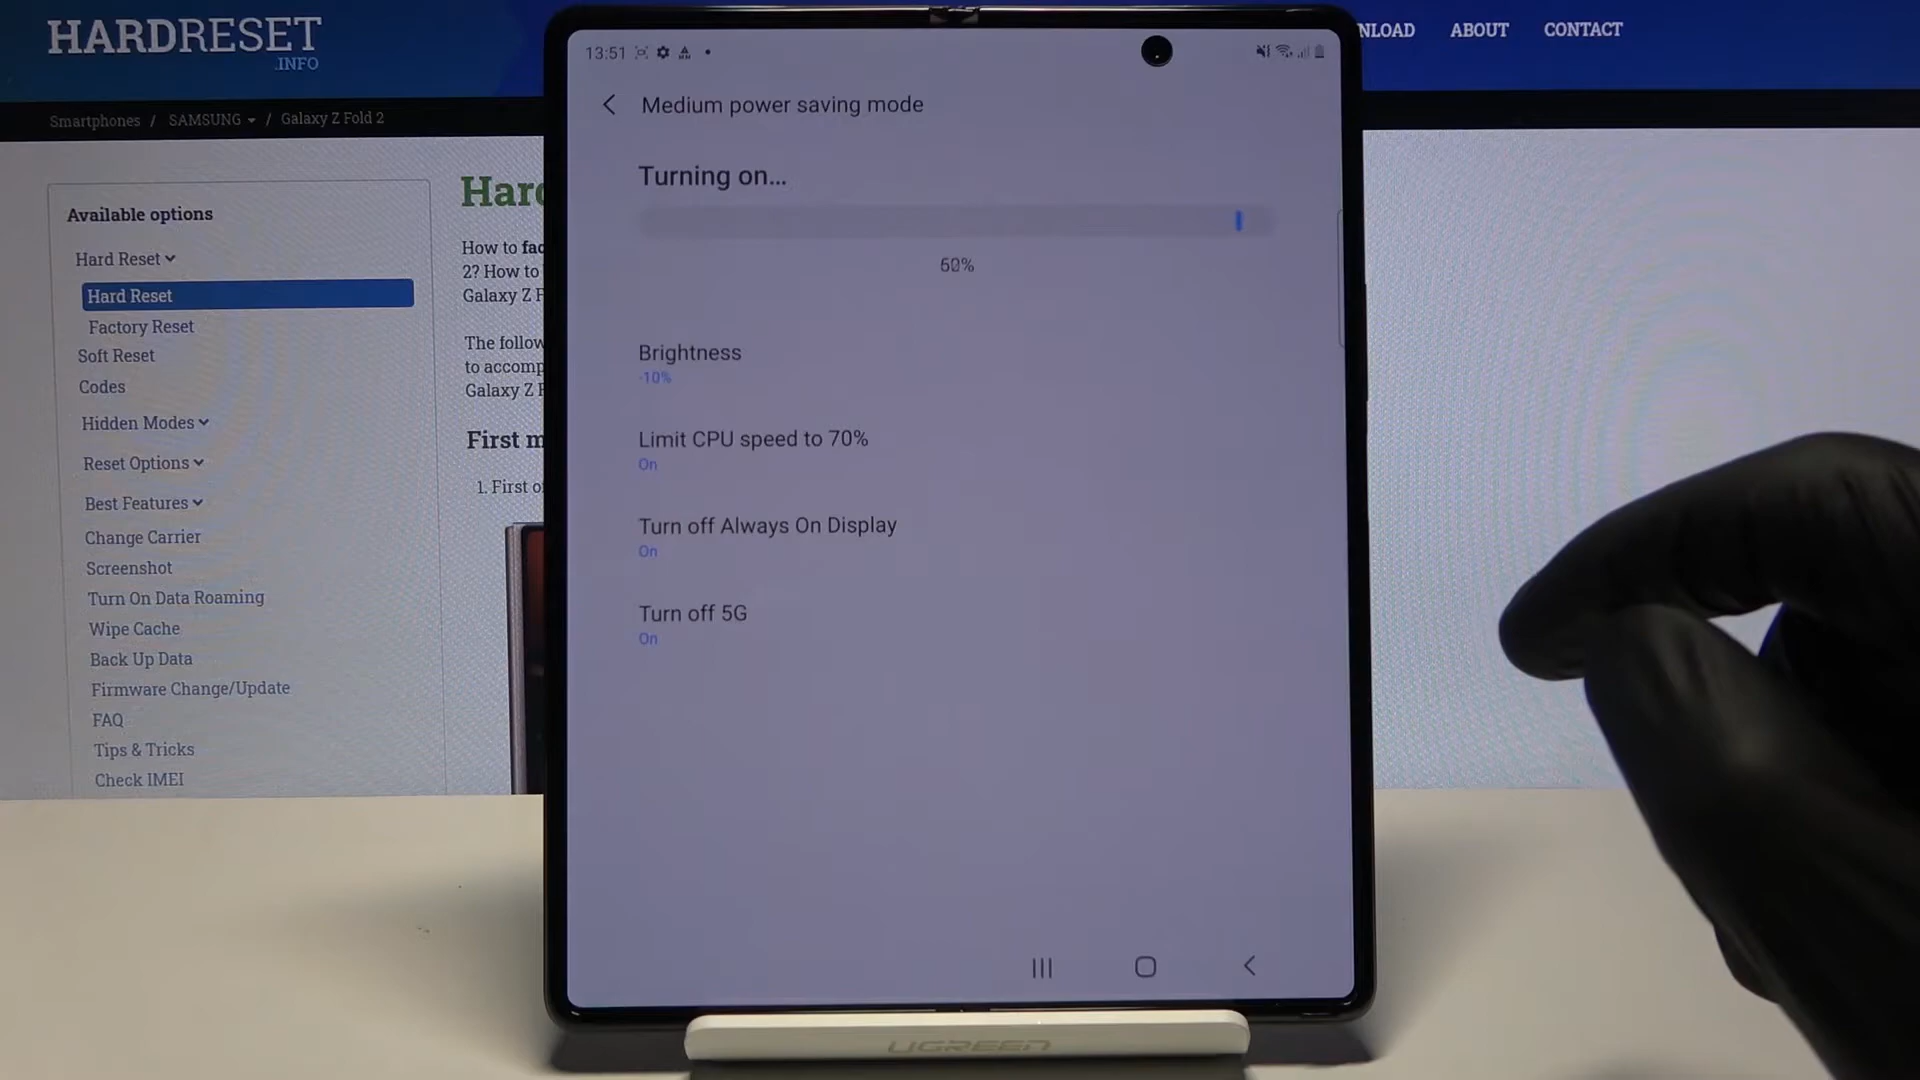 HARDRESET
.INFO
NLOAD ABOUT CONTACT
Smartphones / SAMSUNG / Galaxy Z Fold 2
Available options
Hard Reset
Hard Reset
Factory Reset
Soft Reset
Codes
Hidden Modes
Reset Options
Best Features
Change Carrier
Screenshot
Turn On Data Roaming
Wipe Cache
Back Up Data
Firmware Change/Update
FAQ
Tips & Tricks
Check IMEI
Hard
How to fac
2? How to
Galaxy Z F
The follow
to accomp
Galaxy Z F
First m
1. First o
13:51
Medium power saving mode
Turning on...
Brightness
-10%
Limit CPU speed to 70%
On
Turn off Always On Display
On
Turn off 5G
On
UGREEN